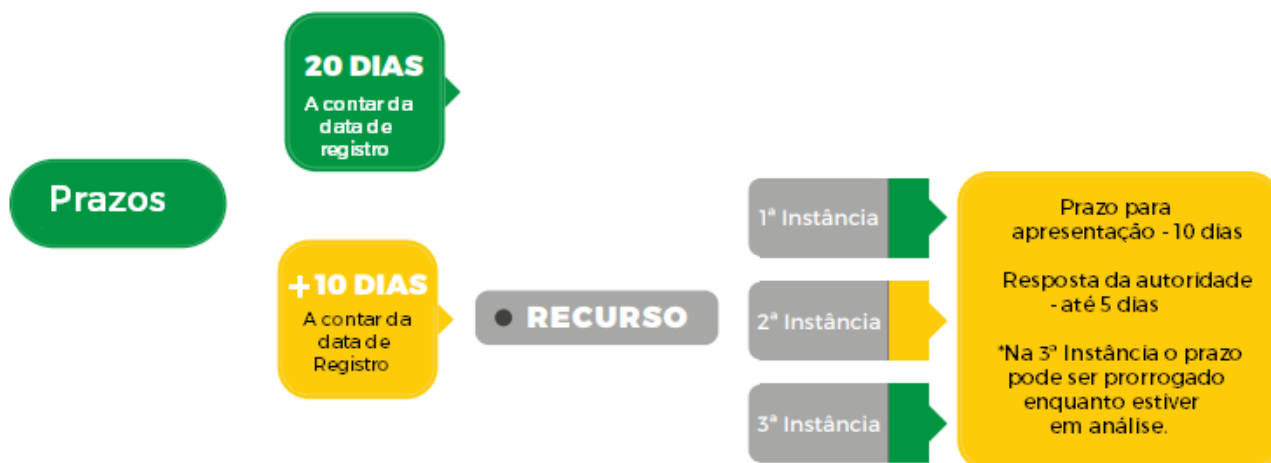 Prazos
20 DIAS
A contar da
data de
registro
+10 DIAS
A contar da
data de
Registro
• RECURSO
1ª Instância
2ª Instância
3ª Instância
Prazo para
apresentação - 10 dias
Resposta da autoridade
- até 5 dias
*Na 3ª Instância o prazo
pode ser prorrogado
enquanto estiver
em análise.